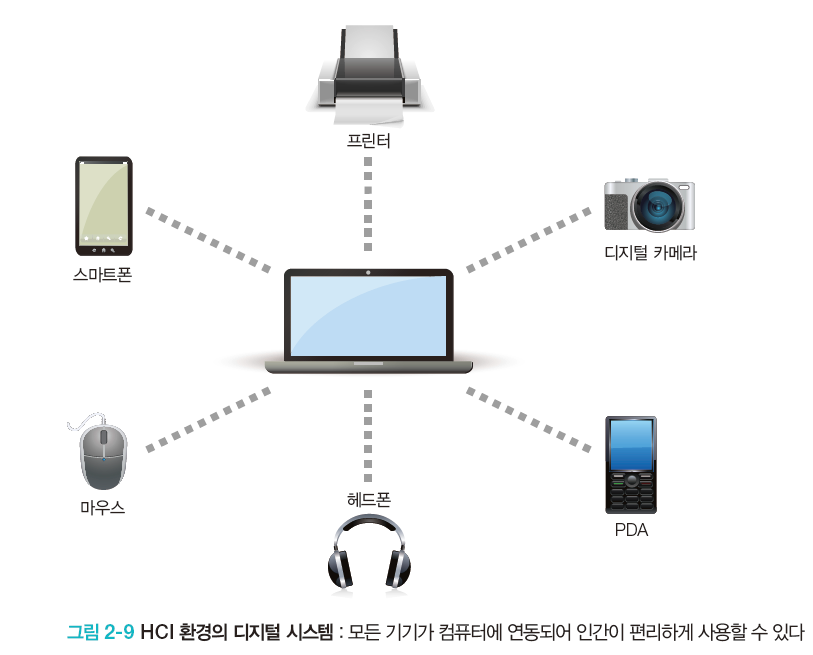 프린터
스마트폰
디지털 카메라
마우스
헤드폰
PDA
그림 2-9 HCI 환경의 디지털 시스템 : 모든 기기가 컴퓨터에 연동되어 인간이 편리하게 사용할 수 있다